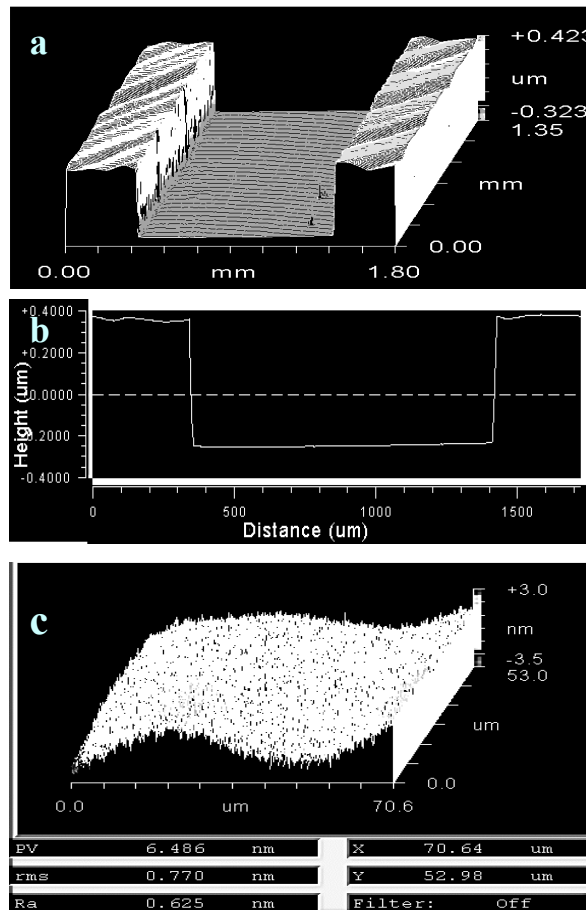 a
+0.423
um
-0.323
1.35
mm
0.00
0.00 mm 1.80
b
+0.4000
+0.2000
+0.0000
-0.2000
-0.4000
Height (um)
0 500 1000 1500
Distance (um)
c
+3.0
nm
-3.5
53.0
um
0.0
0.0 um 70.6
PV 6.486 nm X 70.64 um
rms 0.770 nm Y 52.98 um
Ra 0.625 nm Filter: Off